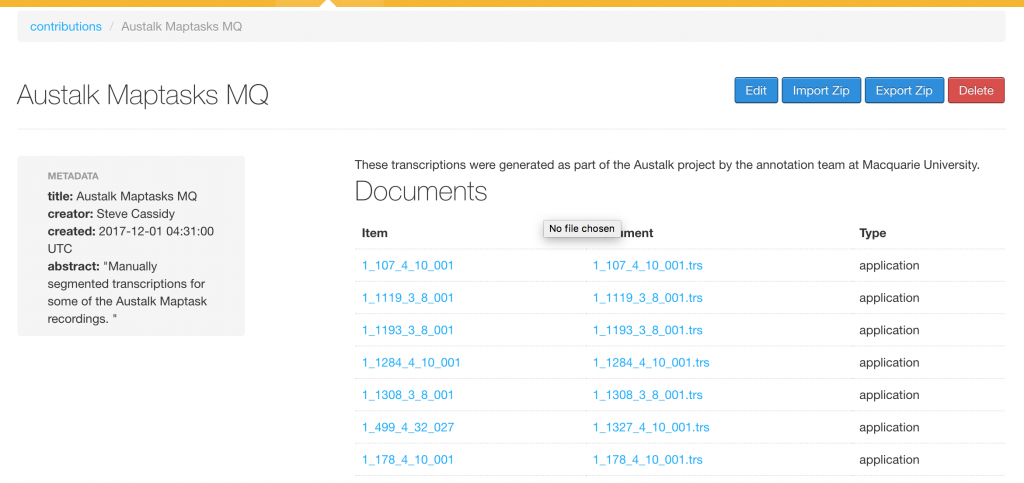 contributions / Austalk Maptasks MQ
Austalk Maptasks MQ
Edit Import Zip Export Zip Delete
METADATA
title: Austalk Maptasks MQ
creator: Steve Cassidy
created: 2017-12-01 04:31:00
UTC
abstract: "Manually
segmented transcriptions for
some of the Austalk Maptask
recordings. "
These transcriptions were generated as part of the Austalk project by the annotation team at Macquarie University.
Documents
No file chosen
Item ument Type
1_107_4_10_001 1_107_4_10_001.trs application
1_1119_3_8_001 1_1119_3_8_001.trs application
1_1193_3_8_001 1_1193_3_8_001.trs application
1_1284_4_10_001 1_1284_4_10_001.trs application
1_1308_3_8_001 1_1308_3_8_001.trs application
1_499_4_32_027 1_1327_4_10_001.trs application
1_178_4_10_001 1_178_4_10_001.trs application